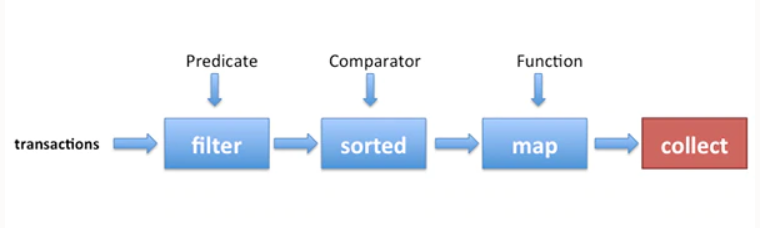 Predicate Comparator Function
transactions filter sorted map collect